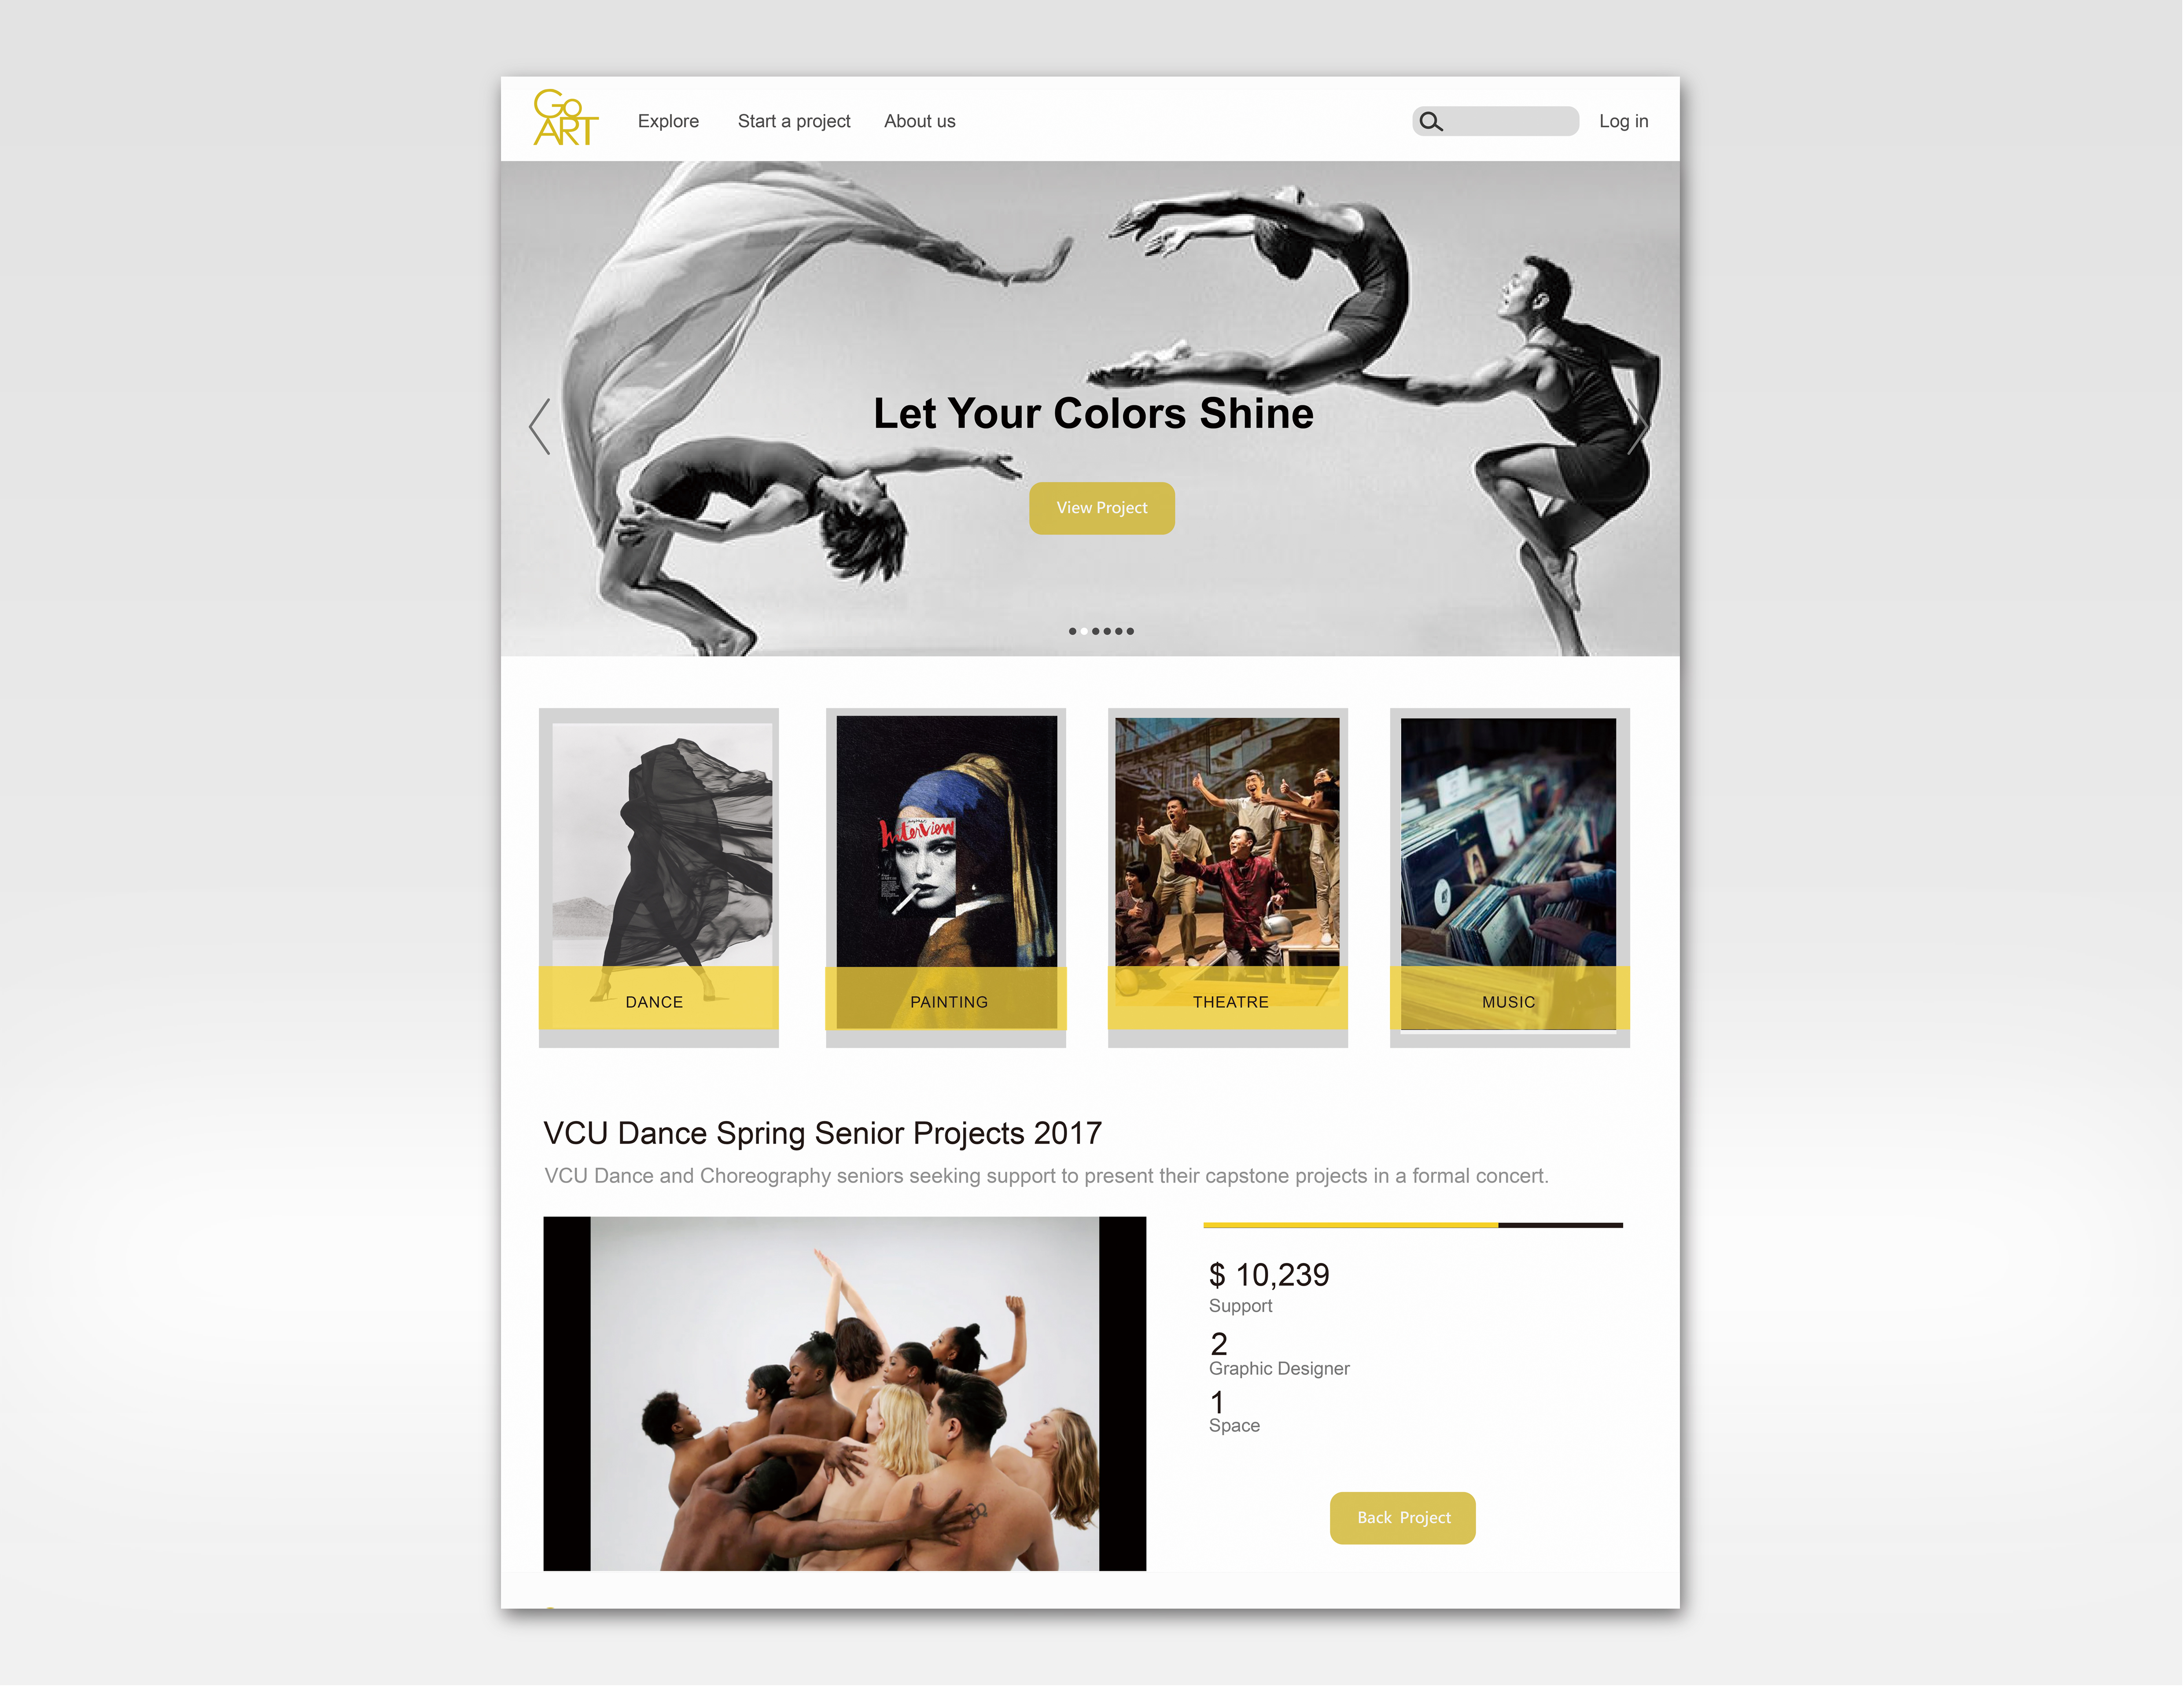 Go
ART
Explore
Start a project
About us
Log in
Let Your Colors Shine
View Project
Interview
DANCE
PAINTING
THEATRE
MUSIC
VCU Dance Spring Senior Projects 2017
VCU Dance and Choreography seniors seeking support to present their capstone projects in a formal concert.
$ 10,239
Support
2
Graphic Designer
1
Space
Back Project